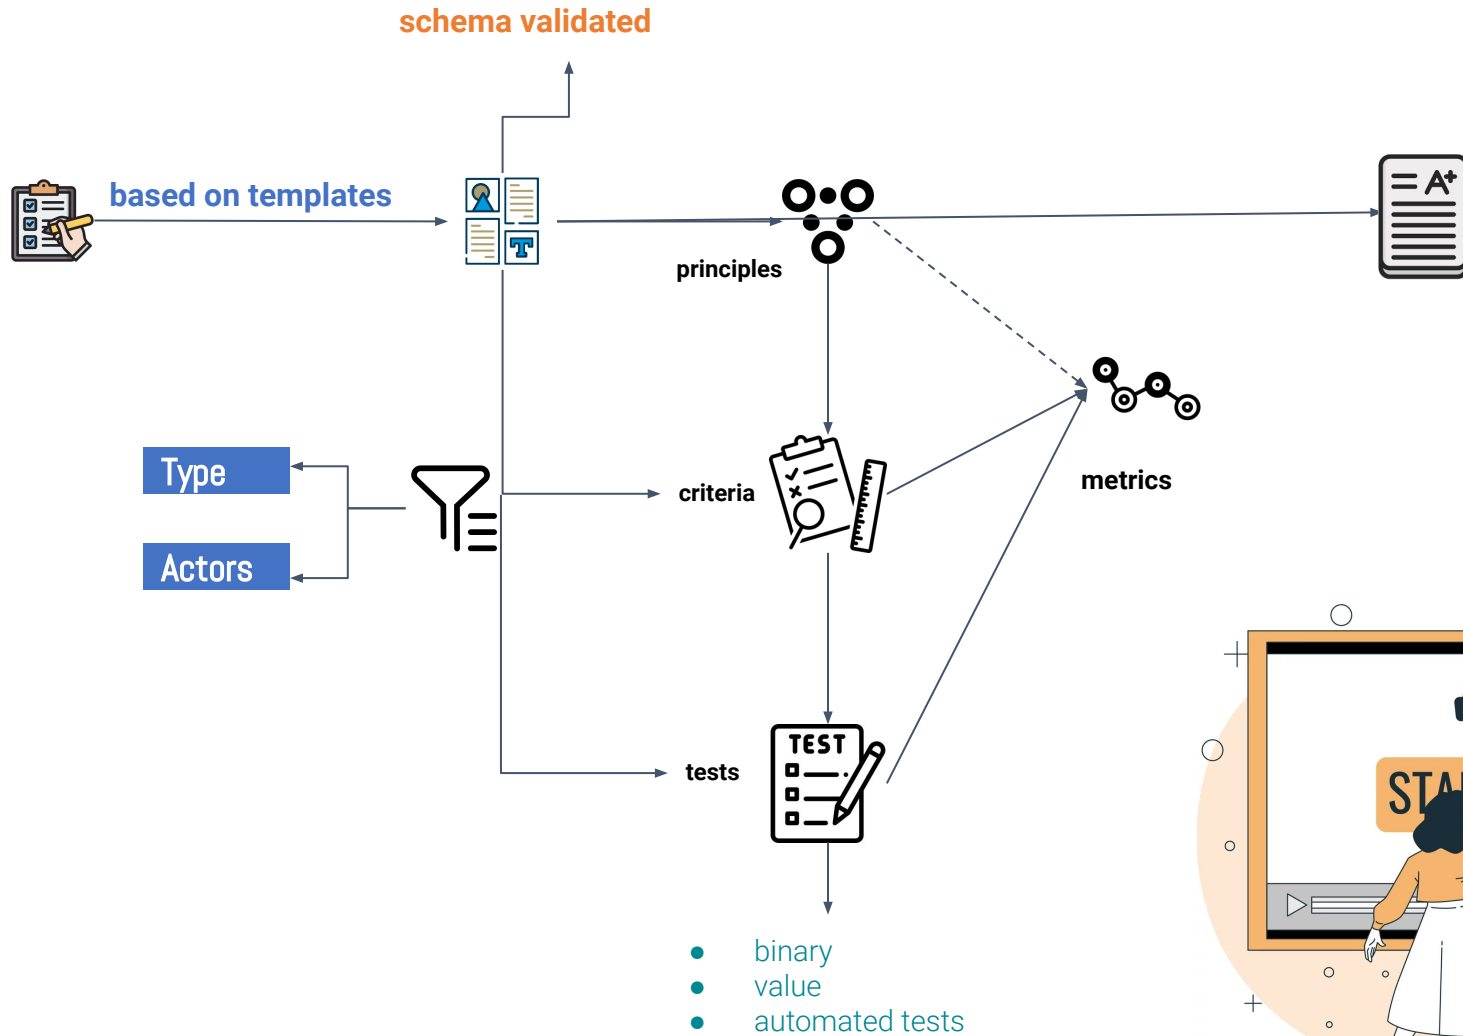 schema validated
based on templates
A+
T
principles
Type
criteria
metrics
Actors
TEST
tests
binary
value
automated tests